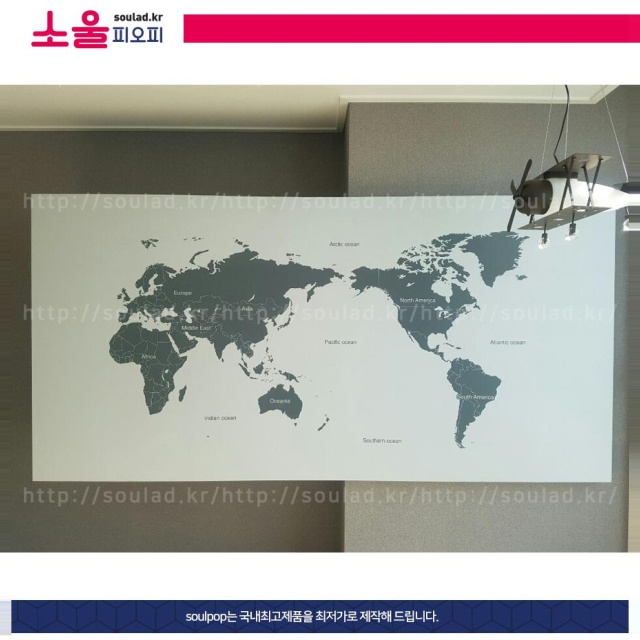 soulad.kr
소울
피오피
http://soulad.kr/http://soulad.kr/http://soulad.kr/
Arctic ocean
Europe
North America
http://soulad.kr/http://soulad.kr/http://soulad.kr/
Middle East
Pacific ocean
Atlantic ocean
Africa
South America
Oceania
Indian ocean
Southern ocean
http://soulad.kr/http://soulad.kr/http://soulad.kr/
soulpop는 국내최고제품을 최저가로 제작해 드립니다.